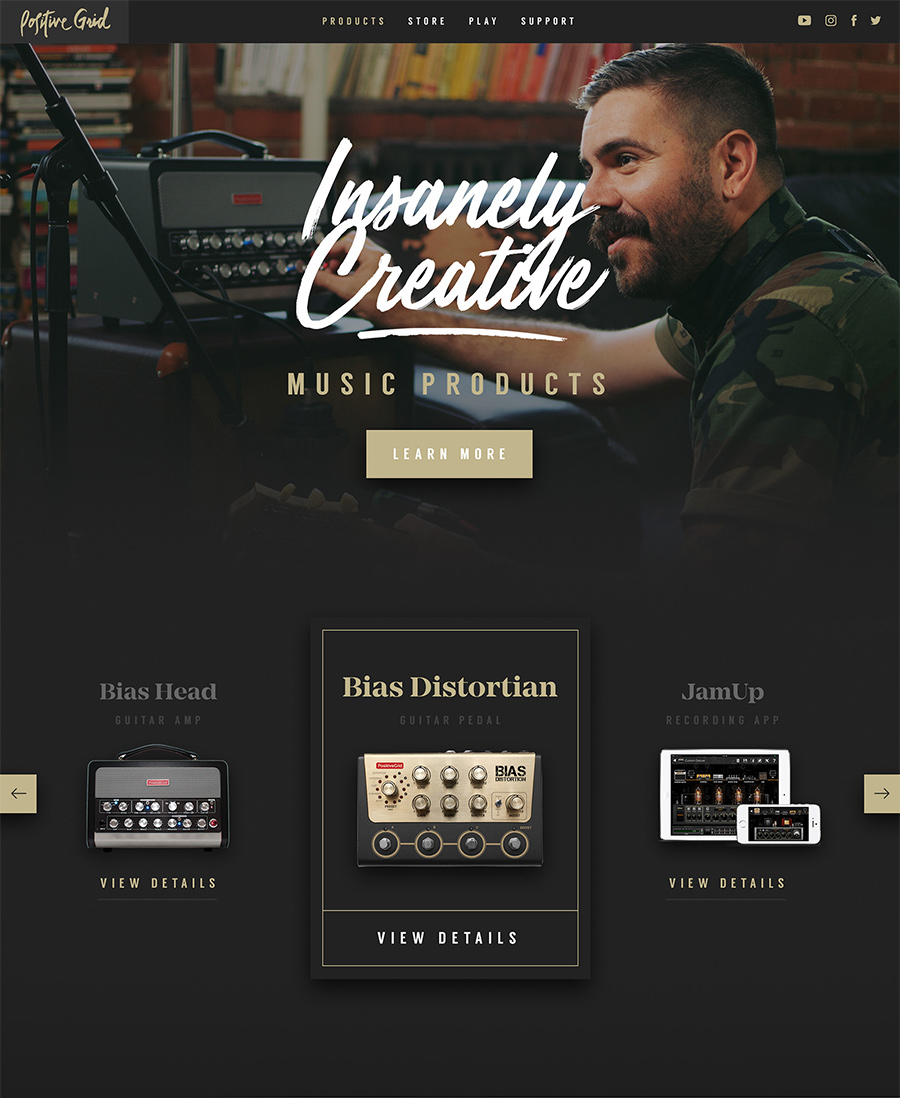 Positive Grid
PRODUCTS STORE PLAY SUPPORT
Insanely
Creative
MUSIC PRODUCTS
LEARN MORE
Bias Head
GUITAR AMP
VIEW DETAILS
Bias Distortian
GUITAR PEDAL
PositiveGrid
BIAS
DISTORTION
VIEW DETAILS
JamUp
RECORDING APP
VIEW DETAILS